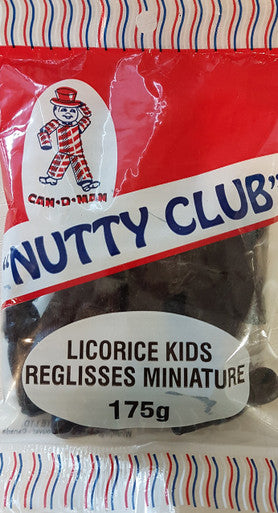 CAN-D-MAN
"NUTTY CLUB"
LICORICE KIDS
REGLISSES MINIATURE
175g